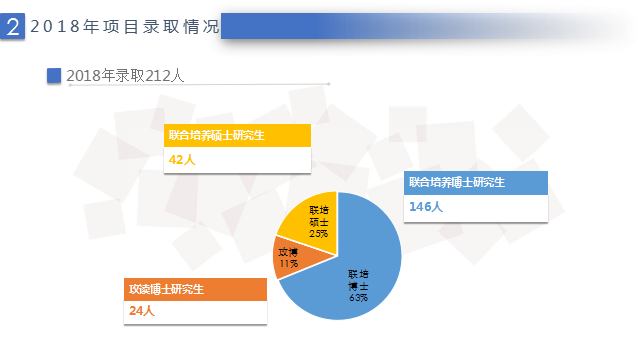 2
2018年项目录取情况
2018年录取212人
联合培养硕士研究生
42人
联合培养博士研究生
146人
联培
硕士
25%
攻博
11%
联培
博士
63%
攻读博士研究生
24人